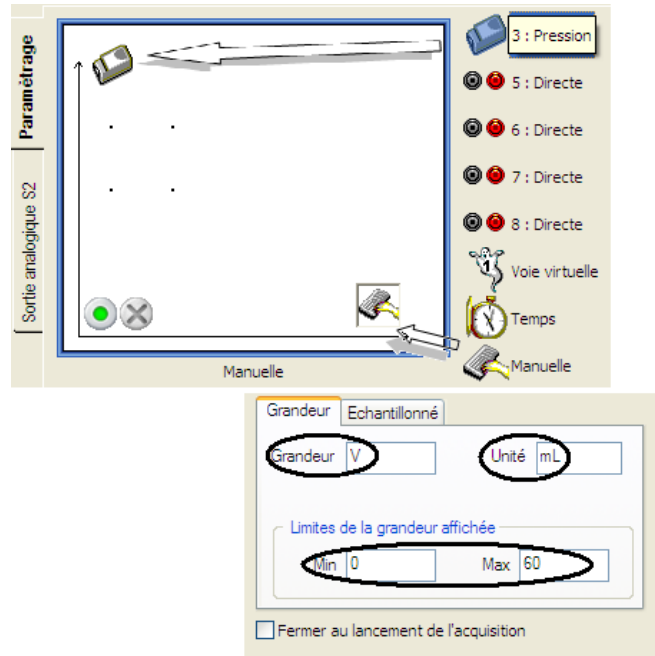 Paramétrage
Sortie analogique S2
3 : Pression
5 : Directe
6 : Directe
7 : Directe
8 : Directe
1
Voie virtuelle
Temps
Manuelle
Manuelle
Grandeur Echantillonné
Grandeur V Unité mL
Limites de la grandeur affichée
Min 0 Max 60
Fermer au lancement de l'acquisition